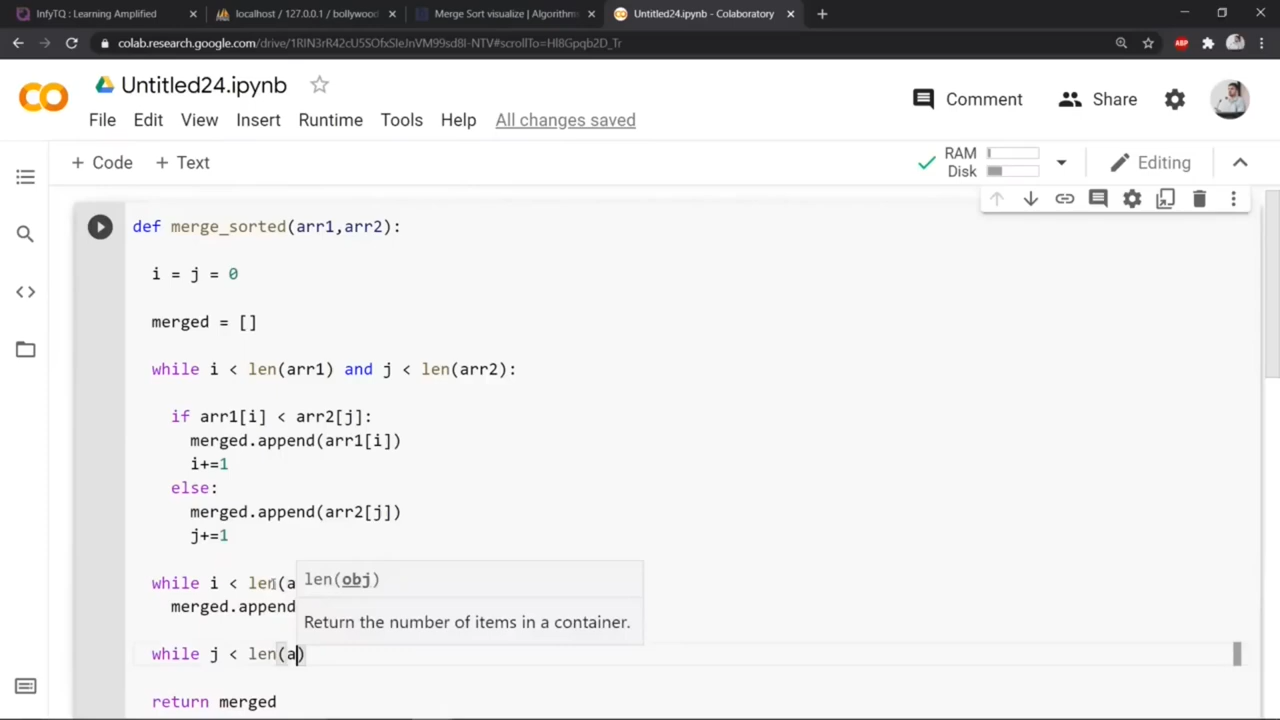 InfyTQ : Learning Amplified
localhost / 127.0.0.1 / bollywood
Merge Sort visualize | Algorithms
Untitled24.ipynb - Colaboratory
colab.research.google.com/drive/1RIN3rR42cU5SOfxSleJnVM99sd8I-NTV#scrollTo=Hl8Gpqb2D_Tr
ABP
CO
Untitled24.ipynb
Comment
Share
File Edit View Insert Runtime Tools Help All changes saved
+ Code + Text
RAM
Disk
Editing
def merge_sorted(arr1,arr2):
i = j = 0
merged = []
while i < len(arr1) and j < len(arr2):
if arr1[i] < arr2[j]:
merged.append(arr1[i])
i+=1
else:
merged.append(arr2[j])
j+=1
while i < len(a
merged.append
len(obj)
Return the number of items in a container.
while j < len(a)
return merged